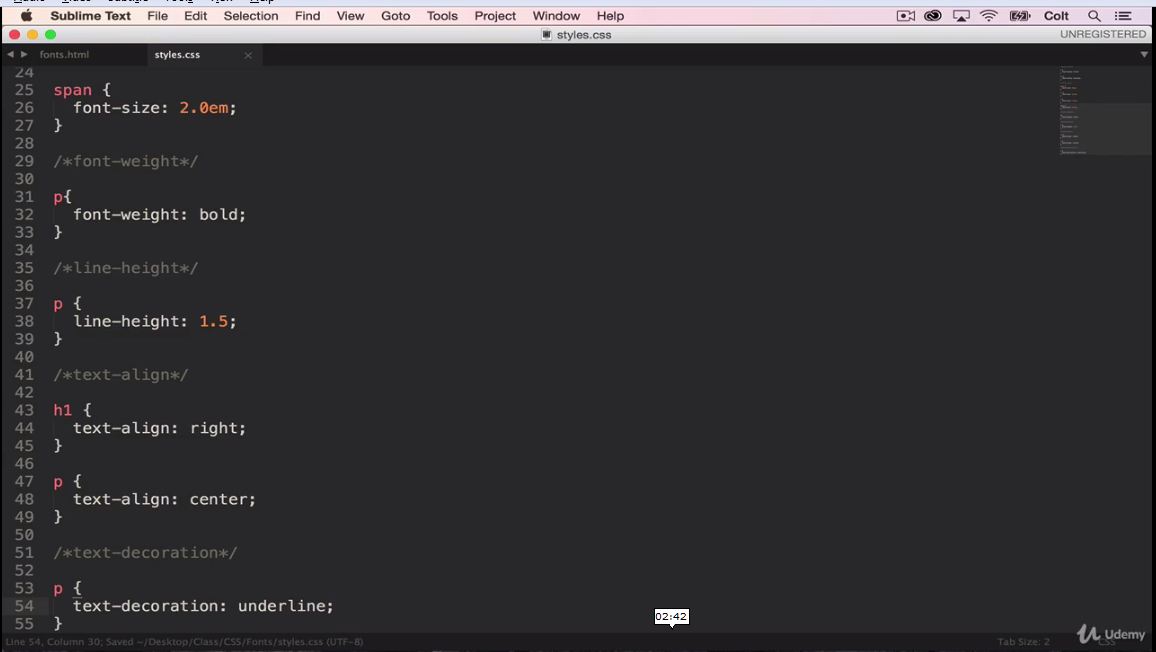 Sublime Text File Edit Selection Find View Goto Tools Project Window Help Colt
styles.css UNREGISTERED
fonts.html styles.css
24
25 span {
26 font-size: 2.0em;
27 }
28
29 /*font-weight*/
30
31 p{
32 font-weight: bold;
33 }
34
35 /*line-height*/
36
37 p {
38 line-height: 1.5;
39 }
40
41 /*text-align*/
42
43 h1 {
44 text-align: right;
45 }
46
47 p {
48 text-align: center;
49 }
50
51 /*text-decoration*/
52
53 p {
54 text-decoration: underline;
55 }
02:42
Line 54, Column 30; Saved ~/Desktop/Class/CSS/Fonts/styles.css (UTF-8) Tab Size: 2 CSS
Udemy